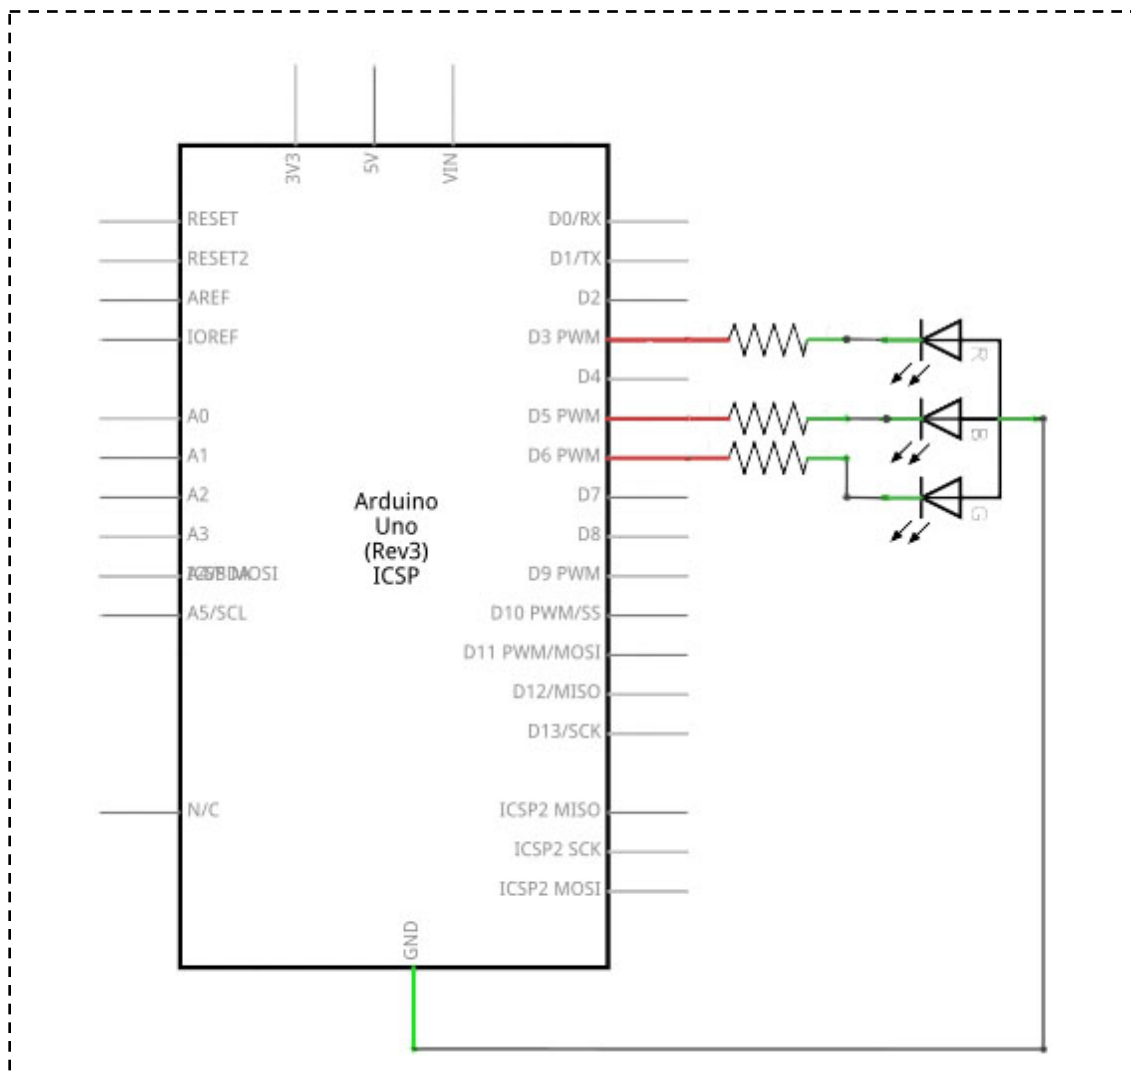 3V3
5V
VIN
RESET
RESET2
AREF
IOREF
A0
A1
A2
A3
A5/SCL
N/C
D0/RX
D1/TX
D2
D3 PWM
D4
D5 PWM
D6 PWM
D7
D8
D9 PWM
D10 PWM/SS
D11 PWM/MOSI
D12/MISO
D13/SCK
ICSP2 MISO
ICSP2 SCK
ICSP2 MOSI
Arduino
Uno
(Rev3)
ICSP
GND
R
B
G